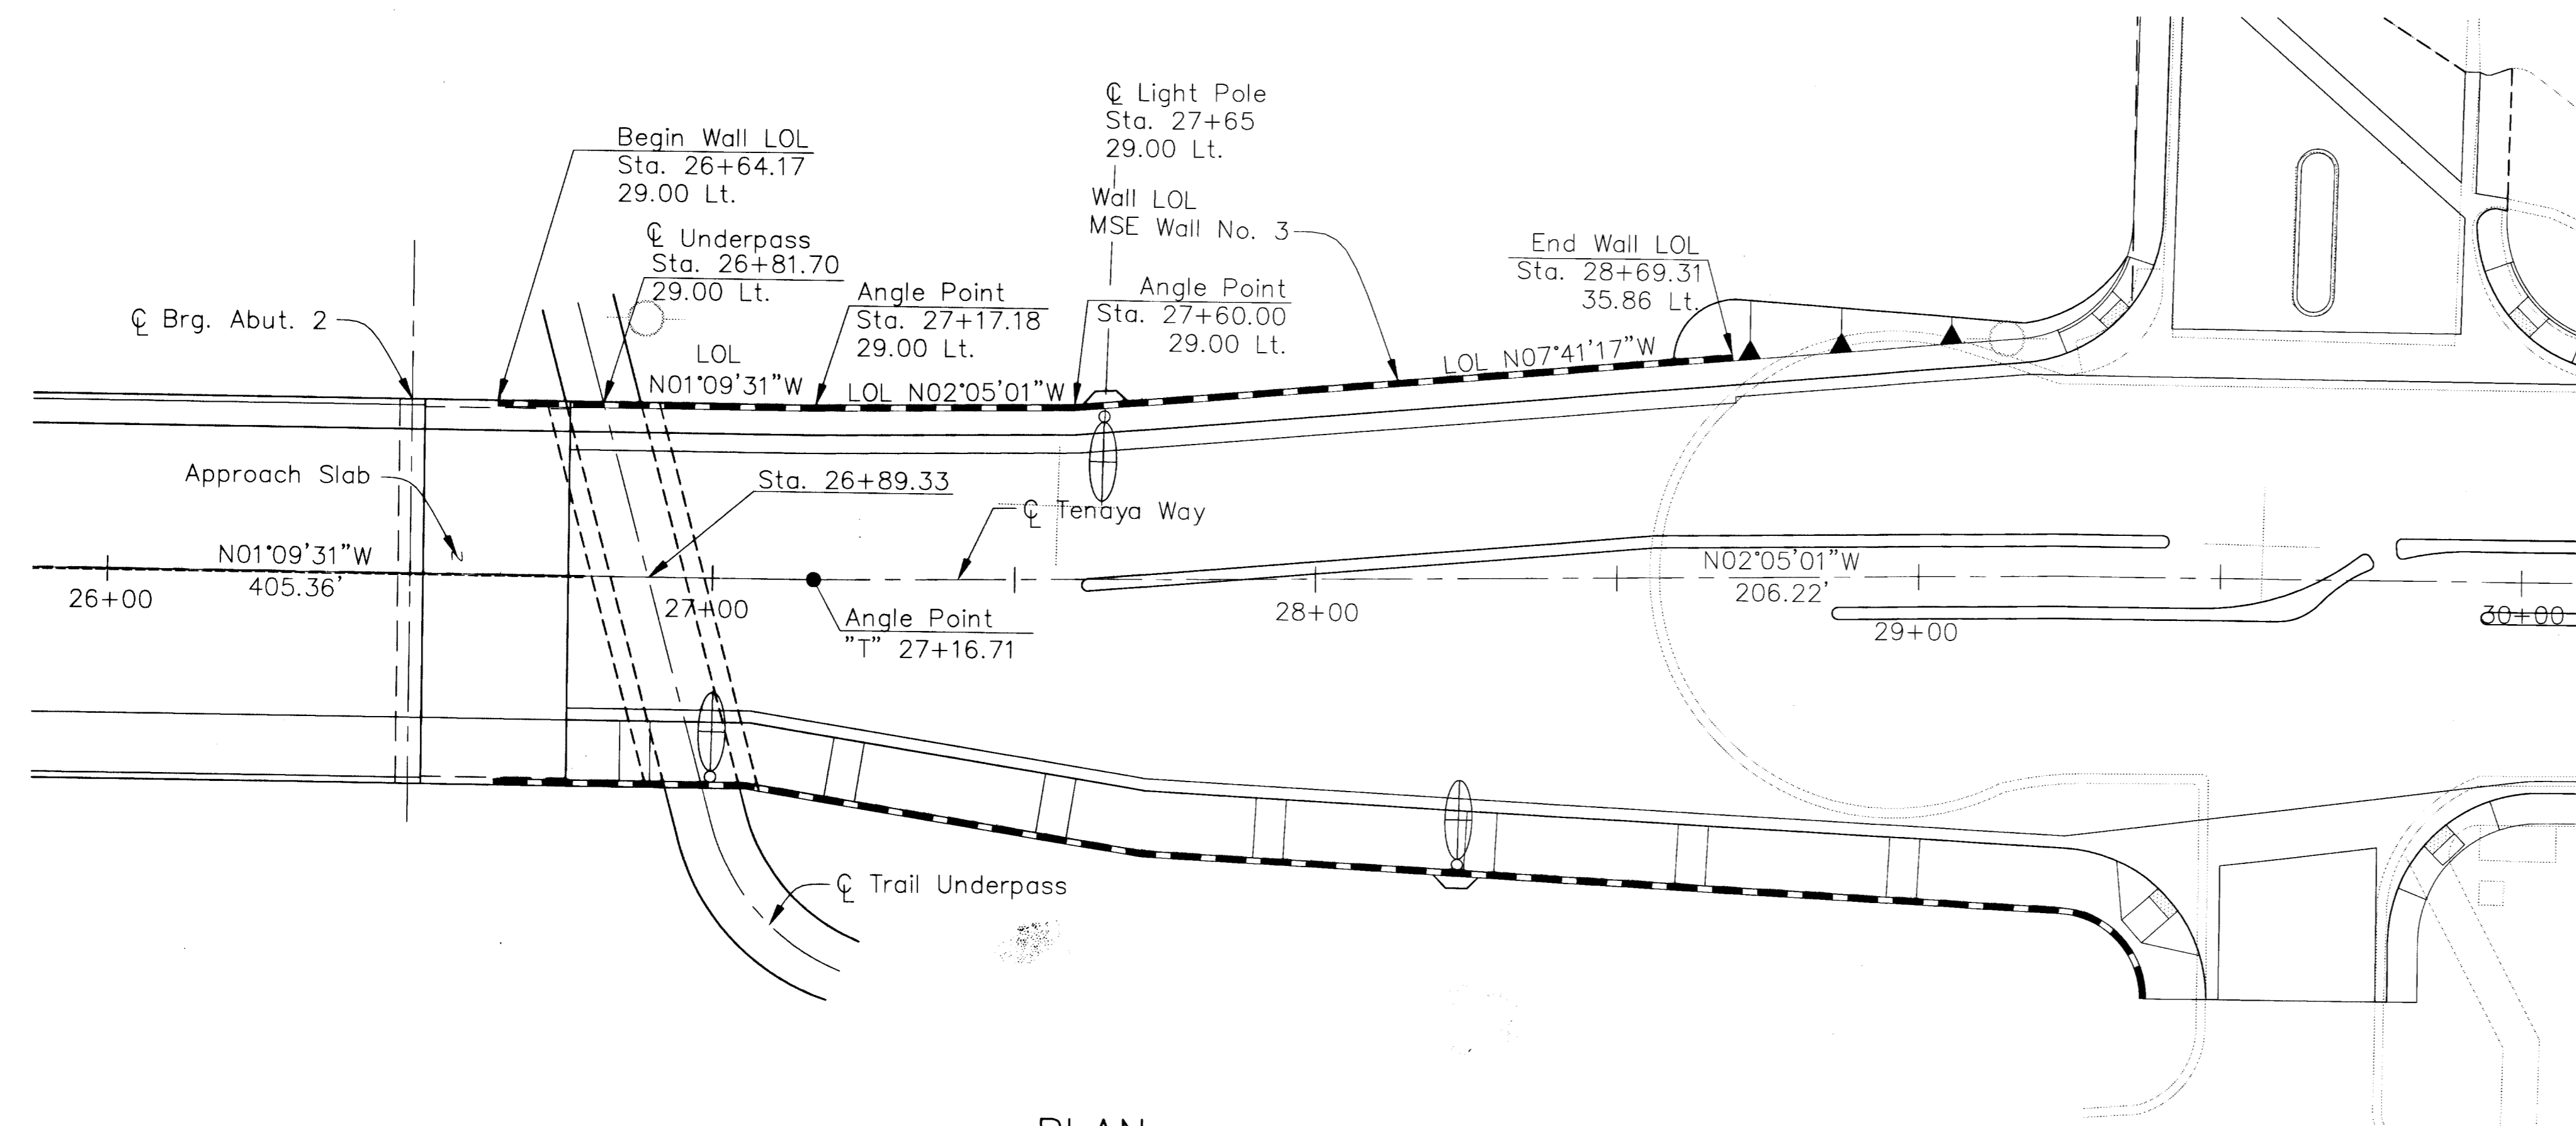 ℄ Light Pole
Sta. 27+65
29.00 Lt.
Begin Wall LOL
Sta. 26+64.17
29.00 Lt.
Wall LOL
MSE Wall No. 3
℄ Underpass
Sta. 26+81.70
29.00 Lt.
End Wall LOL
Sta. 28+69.31
35.86 Lt.
Angle Point
Sta. 27+17.18
29.00 Lt.
Angle Point
Sta. 27+60.00
29.00 Lt.
℄ Brg. Abut. 2
LOL
N01°09'31"W
LOL N02°05'01"W
LOL N07°41'17"W
Approach Slab
Sta. 26+89.33
℄ Tenaya Way
N01°09'31"W
405.36'
N02°05'01"W
206.22'
26+00
27+00
28+00
29+00
30+00
Angle Point
"T" 27+16.71
℄ Trail Underpass